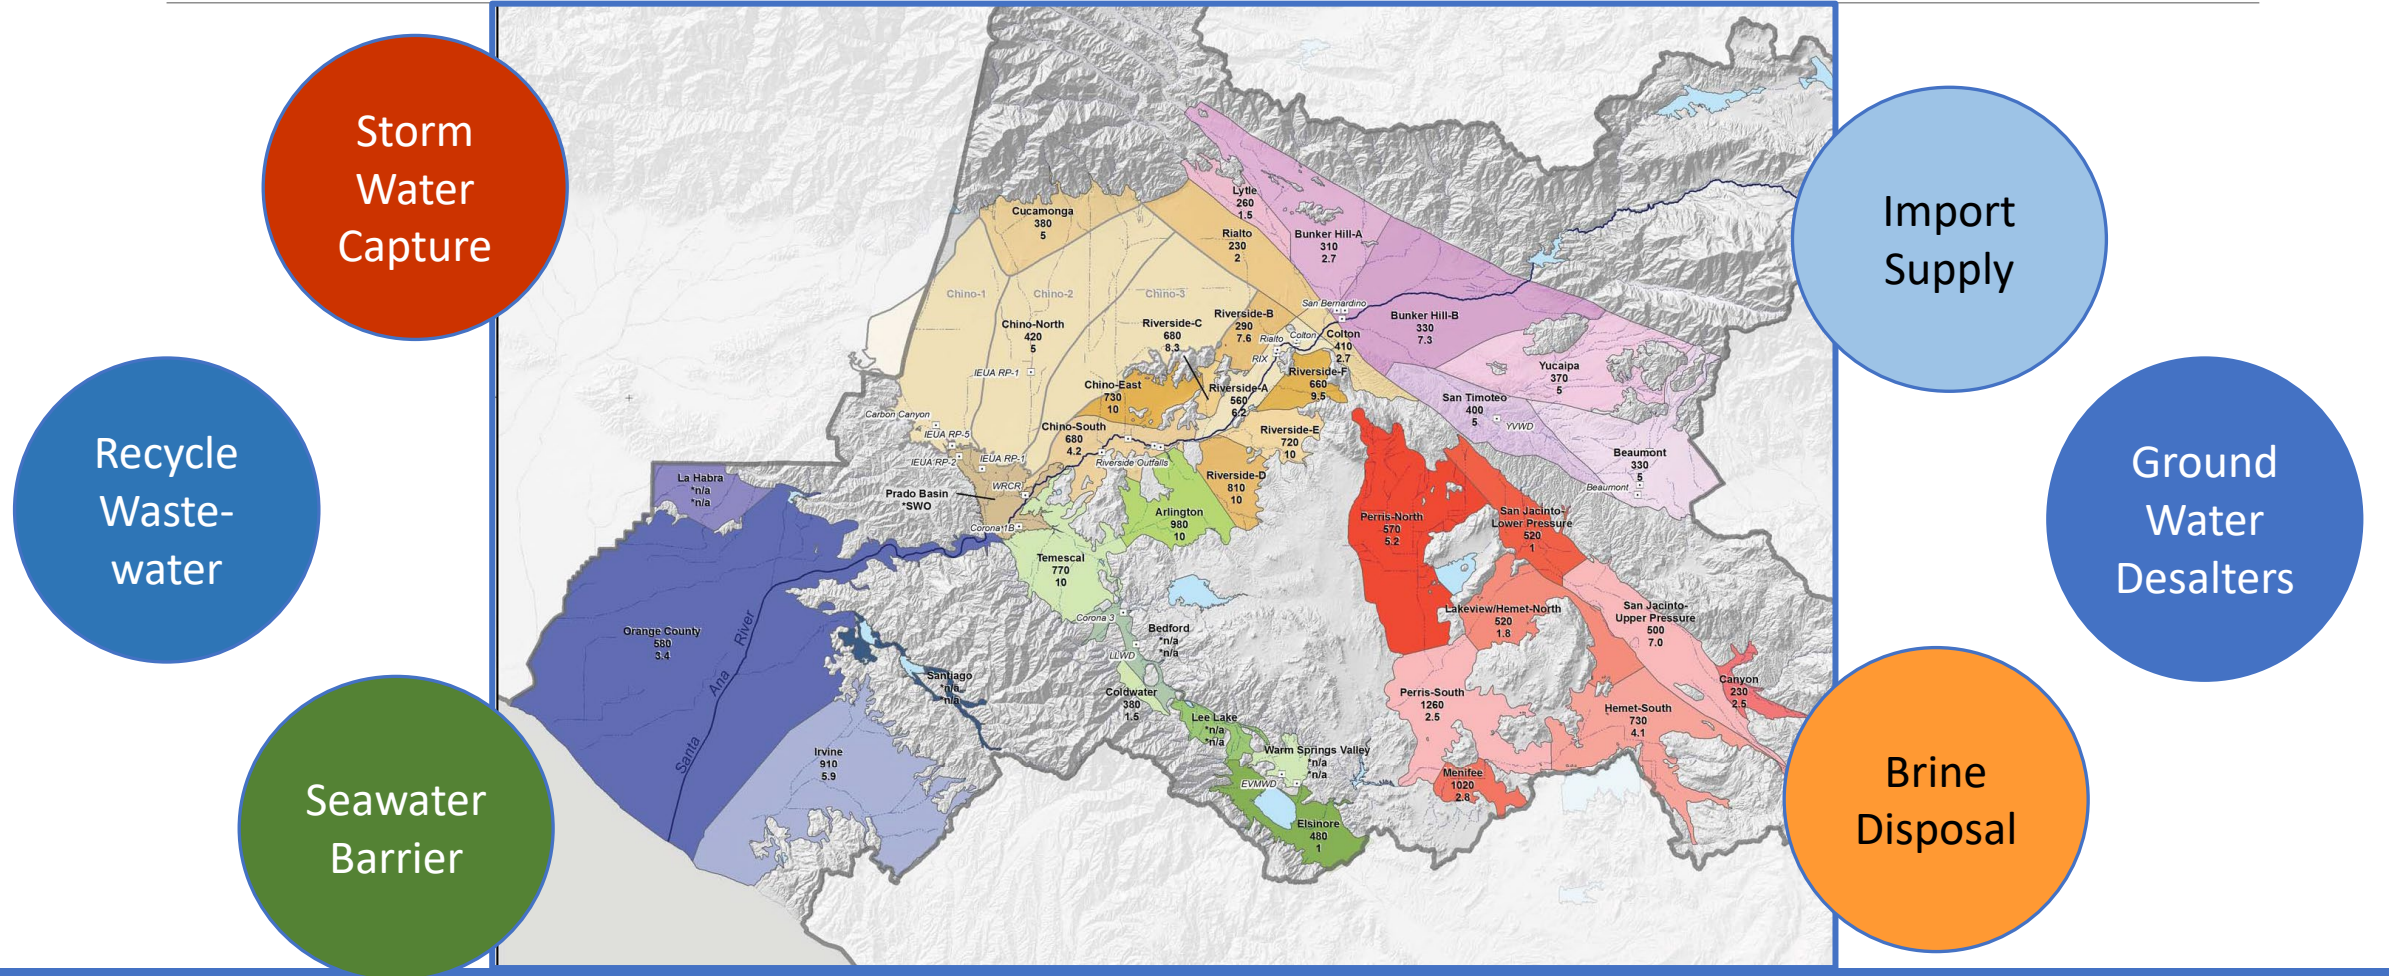 Storm
Water
Capture
Recycle
Waste-
water
Seawater
Barrier
Import
Supply
Ground
Water
Desalters
Brine
Disposal
Cucamonga
380
5
Lytle
260
1.5
Rialto
230
2
Bunker Hill-A
310
2.7
Chino-1
Chino-2
Chino-3
Chino-North
420
5
IEUA RP-1
Riverside-C
680
8.3
Riverside-B
290
7.6
San Bernardino
Rialto
Colton
RIX
Colton
410
2.7
Bunker Hill-B
330
7.3
Yucaipa
370
5
San Timoteo
400
5
YVWD
Beaumont
330
5
Beaumont
Chino-East
730
10
Riverside-A
560
6.2
Riverside-F
660
9.5
Carbon Canyon
IEUA RP-5
IEUA RP-2
IEUA RP-1
Chino-South
680
4.2
Riverside Outfalls
Riverside-E
720
10
Riverside-D
810
10
WRCR
Prado Basin
*SWO
Corona 1B
La Habra
*n/a
*n/a
Arlington
980
10
Temescal
770
10
Perris-North
570
5.2
San Jacinto-
Lower Pressure
520
1
Lakeview/Hemet-North
520
1.8
San Jacinto-
Upper Pressure
500
7.0
Canyon
230
2.5
Orange County
580
3.4
Santa
Ana
River
Corona 3
Bedford
*n/a
*n/a
LLWD
Santiago
*n/a
*n/a
Coldwater
380
1.5
Lee Lake
*n/a
*n/a
Warm Springs Valley
*n/a
*n/a
EVMWD
Elsinore
480
1
Irvine
910
5.9
Perris-South
1260
2.5
Hemet-South
730
4.1
Menifee
1020
2.8